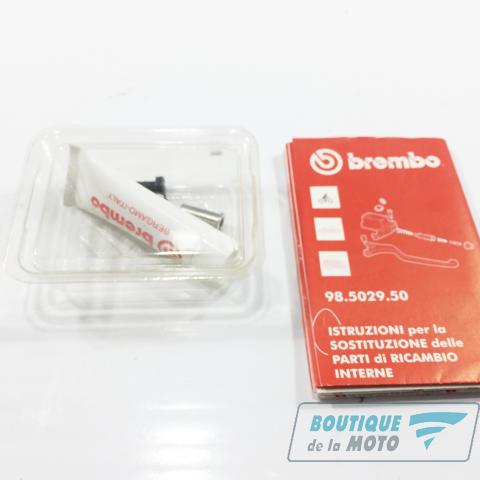 brembo
BERGAMO-ITALY
brembo
98.5029.50
ISTRUZIONI per la
SOSTITUZIONE delle
PARTI di RICAMBIO
INTERNE
BOUTIQUE
de la MOTO